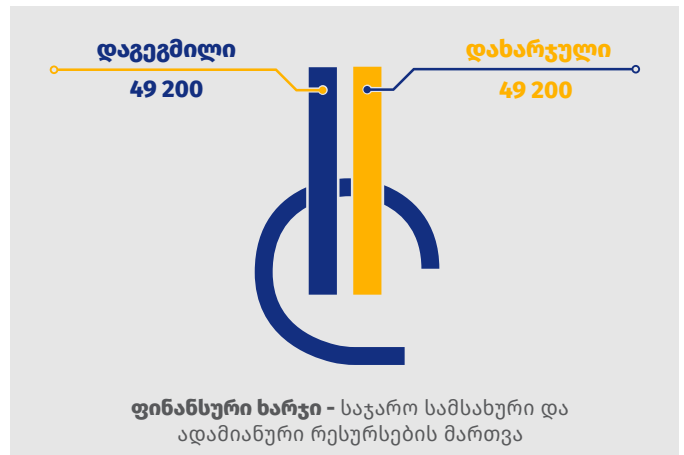 დაგეგმილი
49 200
დახარჯული
49 200
ფინანსური ხარჯი - საჯარო სამსახური და
ადამიანური რესურსების მართვა